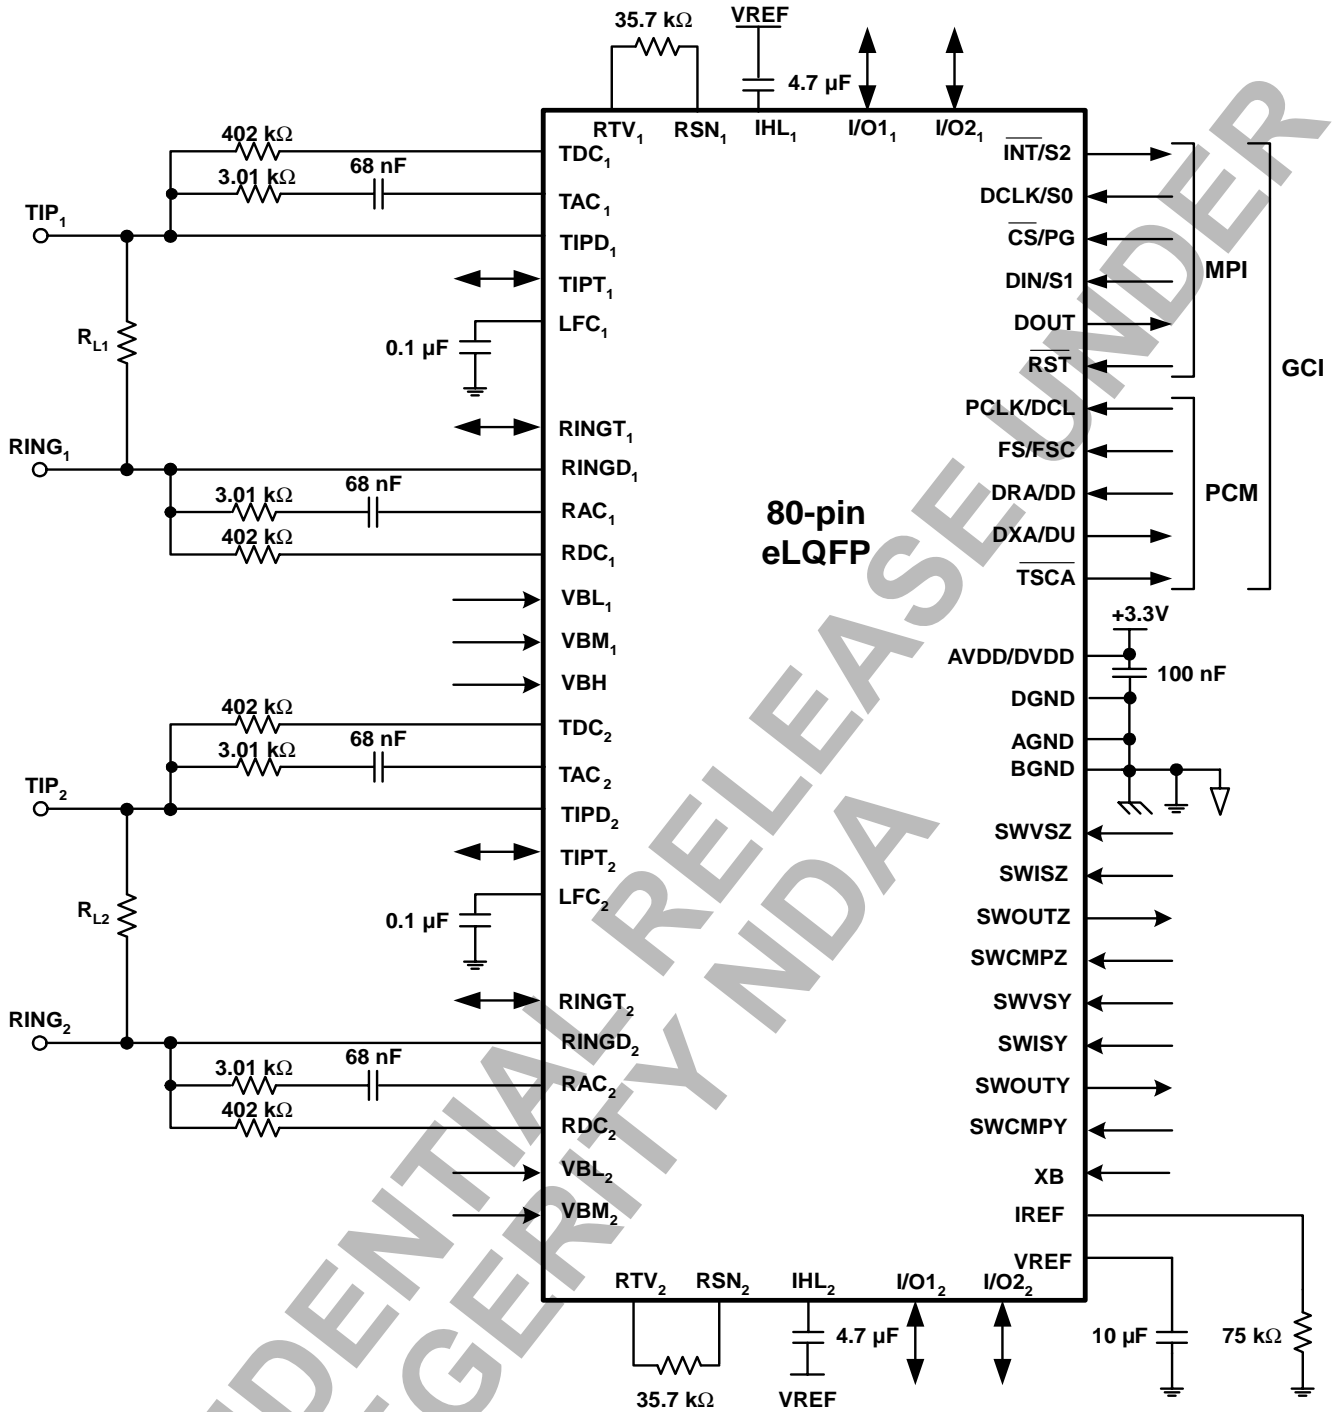 35.7 kΩ
VREF
4.7 µF
RTV1
RSN1
IHL1
I/O11
I/O21
402 kΩ
TDC1
3.01 kΩ
68 nF
TAC1
TIP1
TIPD1
TIPT1
LFC1
0.1 µF
RL1
RINGT1
RING1
RINGD1
3.01 kΩ
68 nF
RAC1
402 kΩ
RDC1
VBL1
VBM1
VBH
402 kΩ
TDC2
3.01 kΩ
68 nF
TAC2
TIP2
TIPD2
TIPT2
LFC2
0.1 µF
RL2
RINGT2
RING2
RINGD2
3.01 kΩ
68 nF
RAC2
402 kΩ
RDC2
VBL2
VBM2
80-pin
eLQFP
INT/S2
DCLK/S0
CS/PG
DIN/S1
DOUT
RST
MPI
GCI
PCLK/DCL
FS/FSC
DRA/DD
DXA/DU
TSCA
PCM
+3.3V
AVDD/DVDD
100 nF
DGND
AGND
BGND
SWVSZ
SWISZ
SWOUTZ
SWCMPZ
SWVSY
SWISY
SWOUTY
SWCMPY
XB
IREF
VREF
10 µF
75 kΩ
RTV2
RSN2
IHL2
I/O12
I/O22
4.7 µF
35.7 kΩ
VREF
NDENTIAL RELEASE UNDER
EGERITY NDA